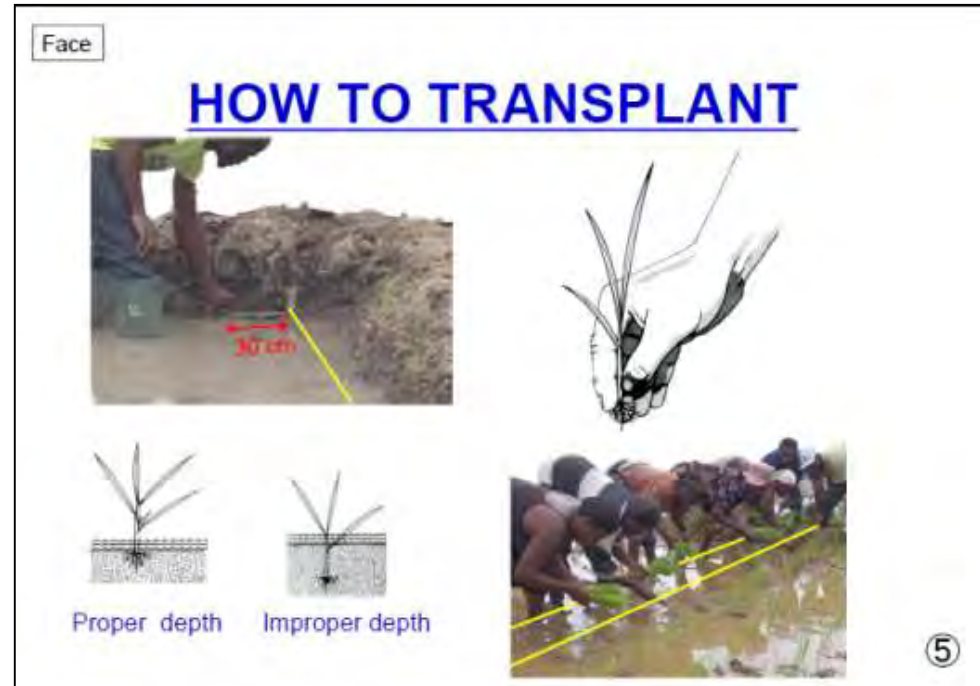 Face
HOW TO TRANSPLANT
30 cm
Proper depth
Improper depth
⑤